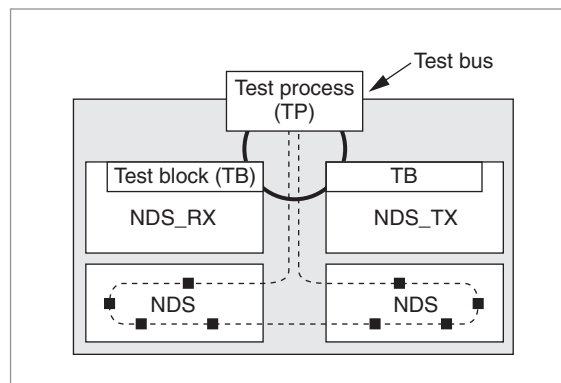 Test bus
Test process
(TP)
Test block (TB)
TB
NDS_RX
NDS_TX
NDS
NDS